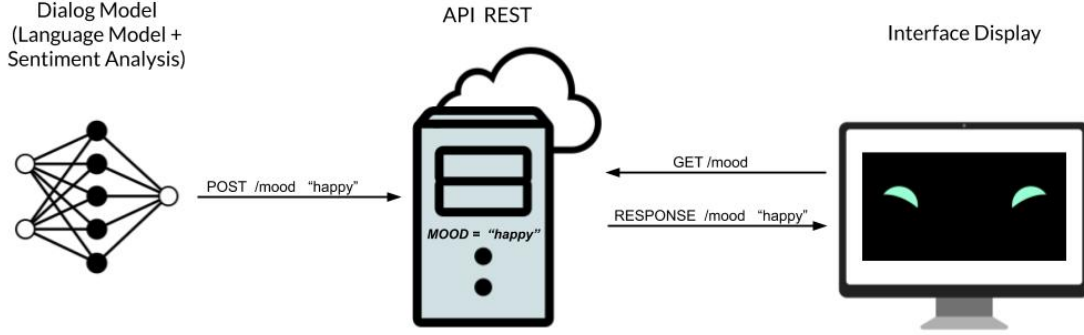 Dialog Model
(Language Model +
Sentiment Analysis)
API REST
Interface Display
POST /mood "happy"
MOOD = "happy"
GET /mood
RESPONSE /mood "happy"